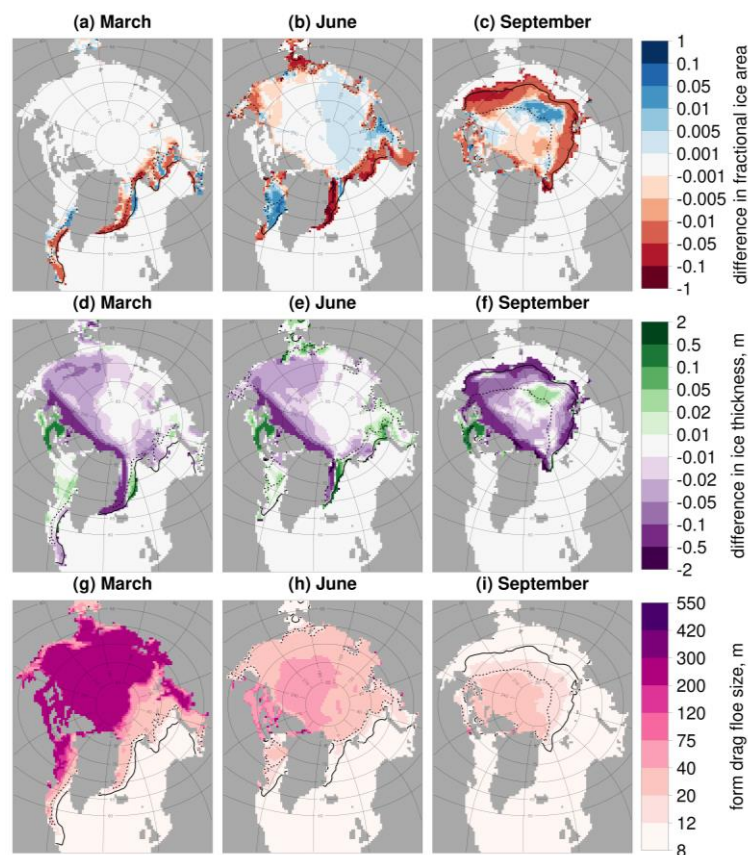 (a) March
(b) June
(c) September
1
0.1
0.05
0.01
0.005
0.001
-0.001
-0.005
-0.01
-0.05
-0.1
-1
difference in fractional ice area
(d) March
(e) June
(f) September
2
0.5
0.1
0.05
0.02
0.01
-0.01
-0.02
-0.05
-0.1
-0.5
-2
difference in ice thickness, m
(g) March
(h) June
(i) September
550
420
300
200
120
75
40
20
12
8
form drag floe size, m